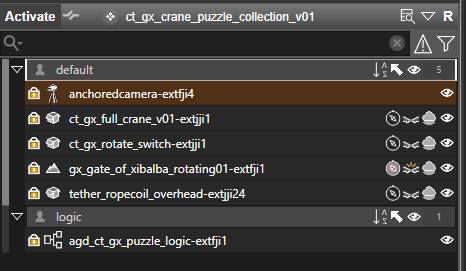 Activate ct_gx_crane_puzzle_collection_v01 R
default A Z 5
anchoredcamera-extfji4
ct_gx_full_crane_v01-extjji1
ct_gx_rotate_switch-extjji1
gx_gate_of_xibalba_rotating01-extfji1
tether_ropecoil_overhead-extjji24
logic A Z 1
agd_ct_gx_puzzle_logic-extfji1